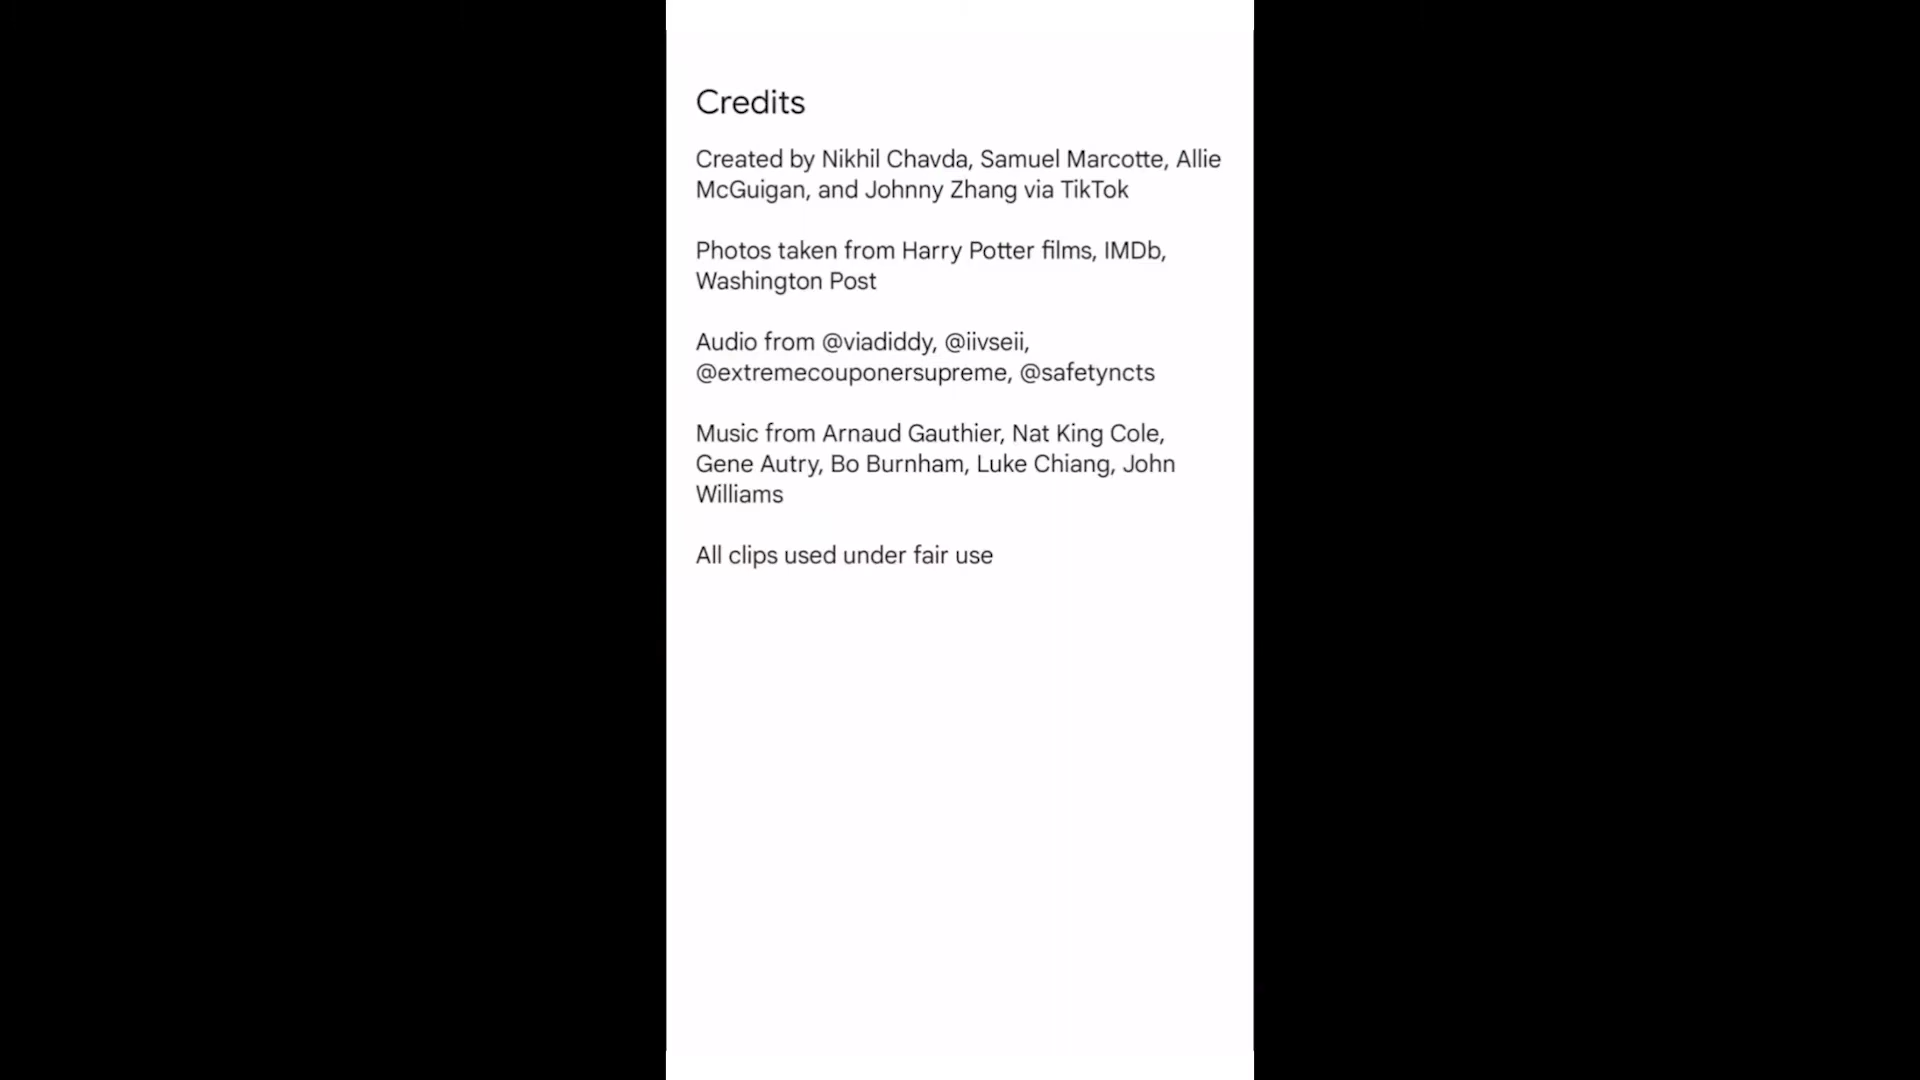 Credits
Created by Nikhil Chavda, Samuel Marcotte, Allie
McGuigan, and Johnny Zhang via TikTok
Photos taken from Harry Potter films, IMDb,
Washington Post
Audio from @viadiddy, @iivseii,
@extremecouponersupreme, @safetyncts
Music from Arnaud Gauthier, Nat King Cole,
Gene Autry, Bo Burnham, Luke Chiang, John
Williams
All clips used under fair use